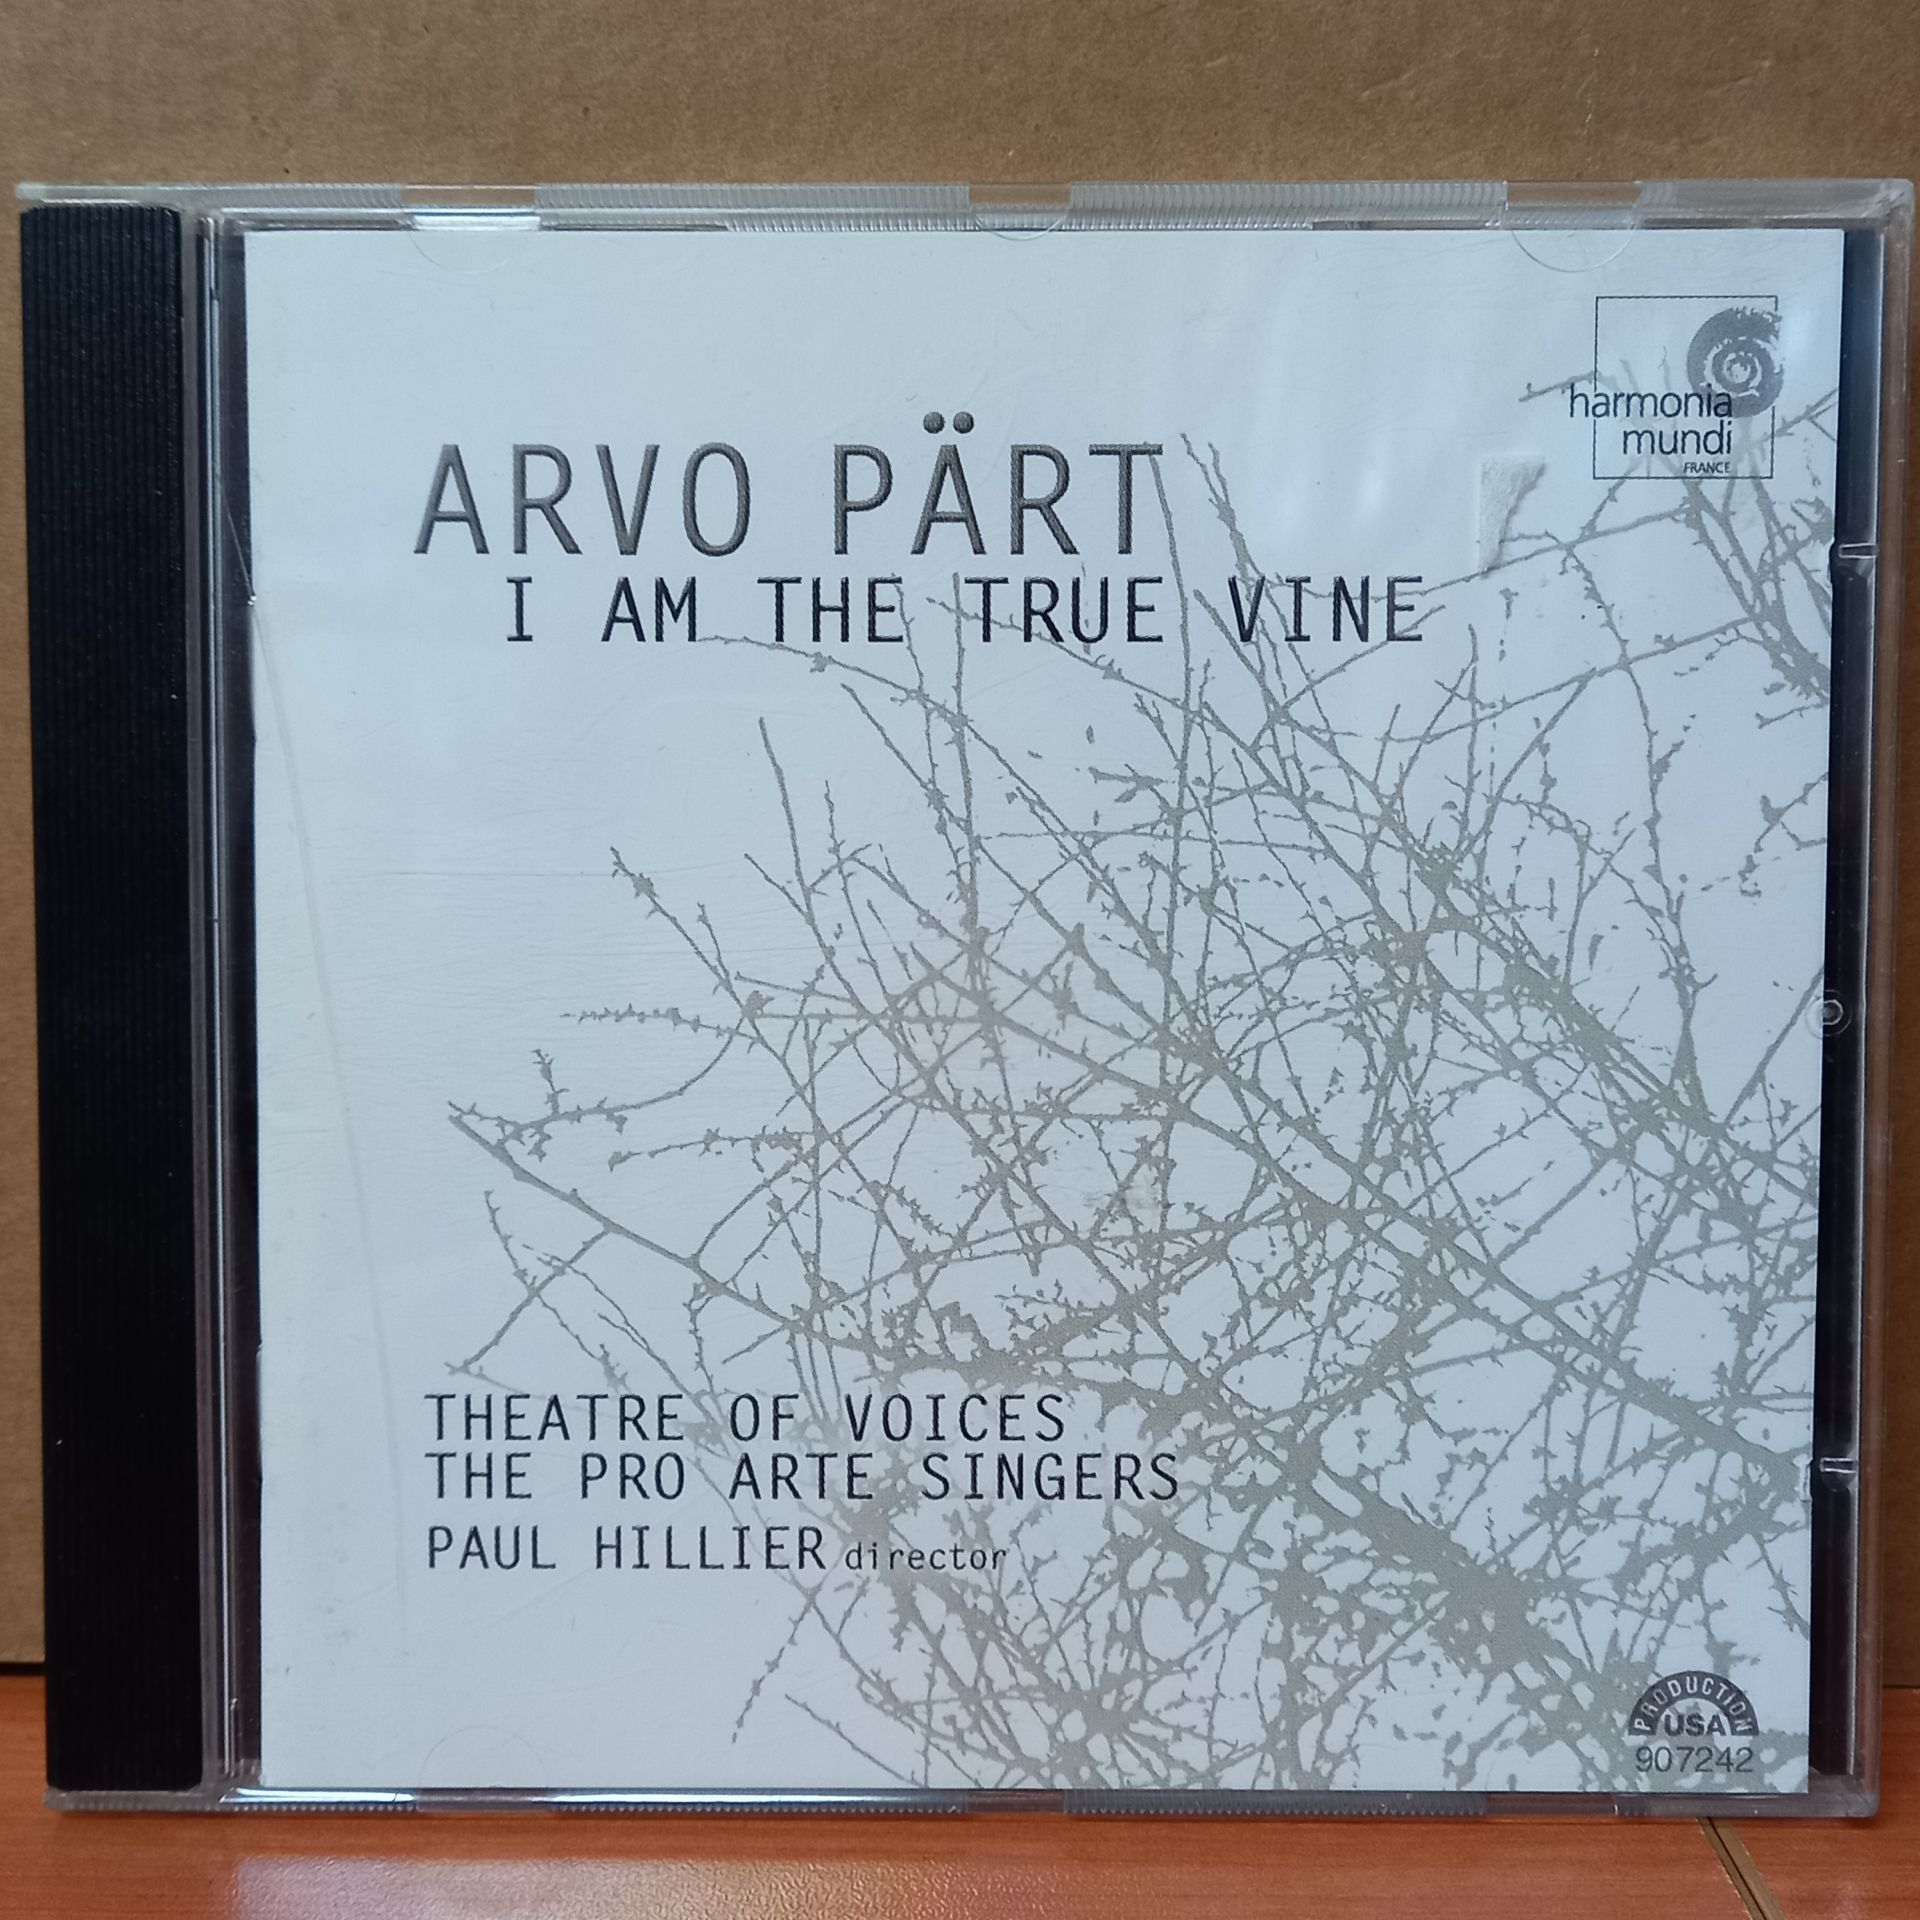 harmonia
mundi
FRANCE
ARVO PÄRT
I AM THE TRUE VINE
THEATRE OF VOICES
THE PRO ARTE SINGERS
PAUL HILLIER director
PRODUCTION
USA
907242